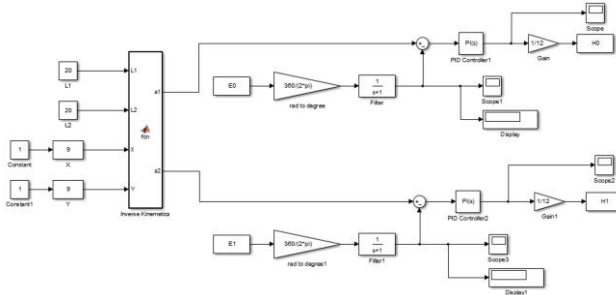 Scope
PI(s)
1/12
H0
PID Controller1
Gain
20
L1
L1
a1
E0
360/(2*pi)
1
s+1
rad to degree
Filter
Scope1
Display
20
L2
L2
fcn
1
Constant
9
X
X
a2
1
Constant1
9
Y
Y
Inverse Kinemetics
Scope2
PI(s)
1/12
H1
PID Controller2
Gain1
E1
360/(2*pi)
1
s+1
rad to degree1
Filter1
Scope3
Display1